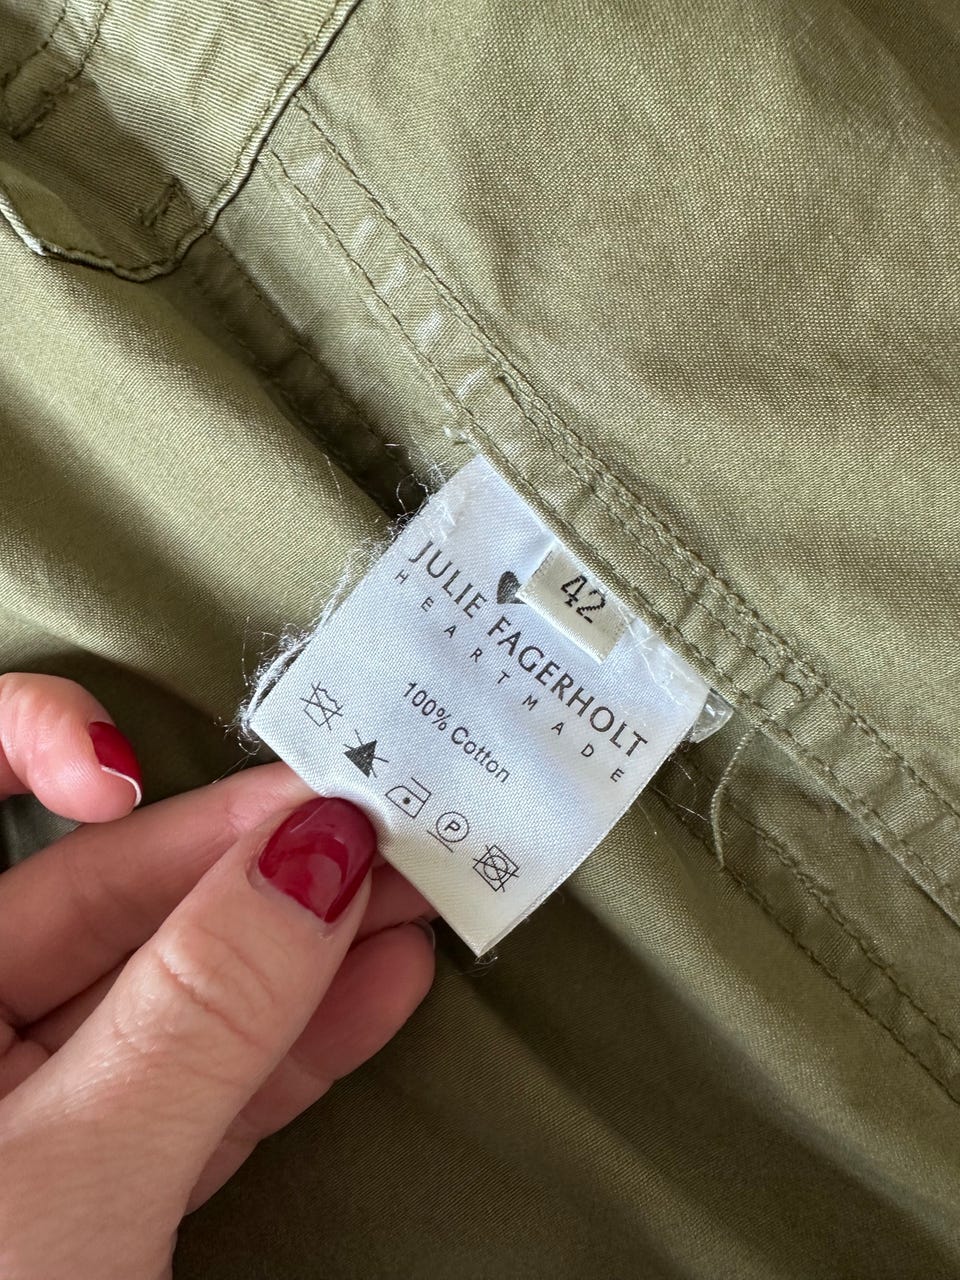 42
JULIE FAGERHOLT
HEARTMADE
100% Cotton
P